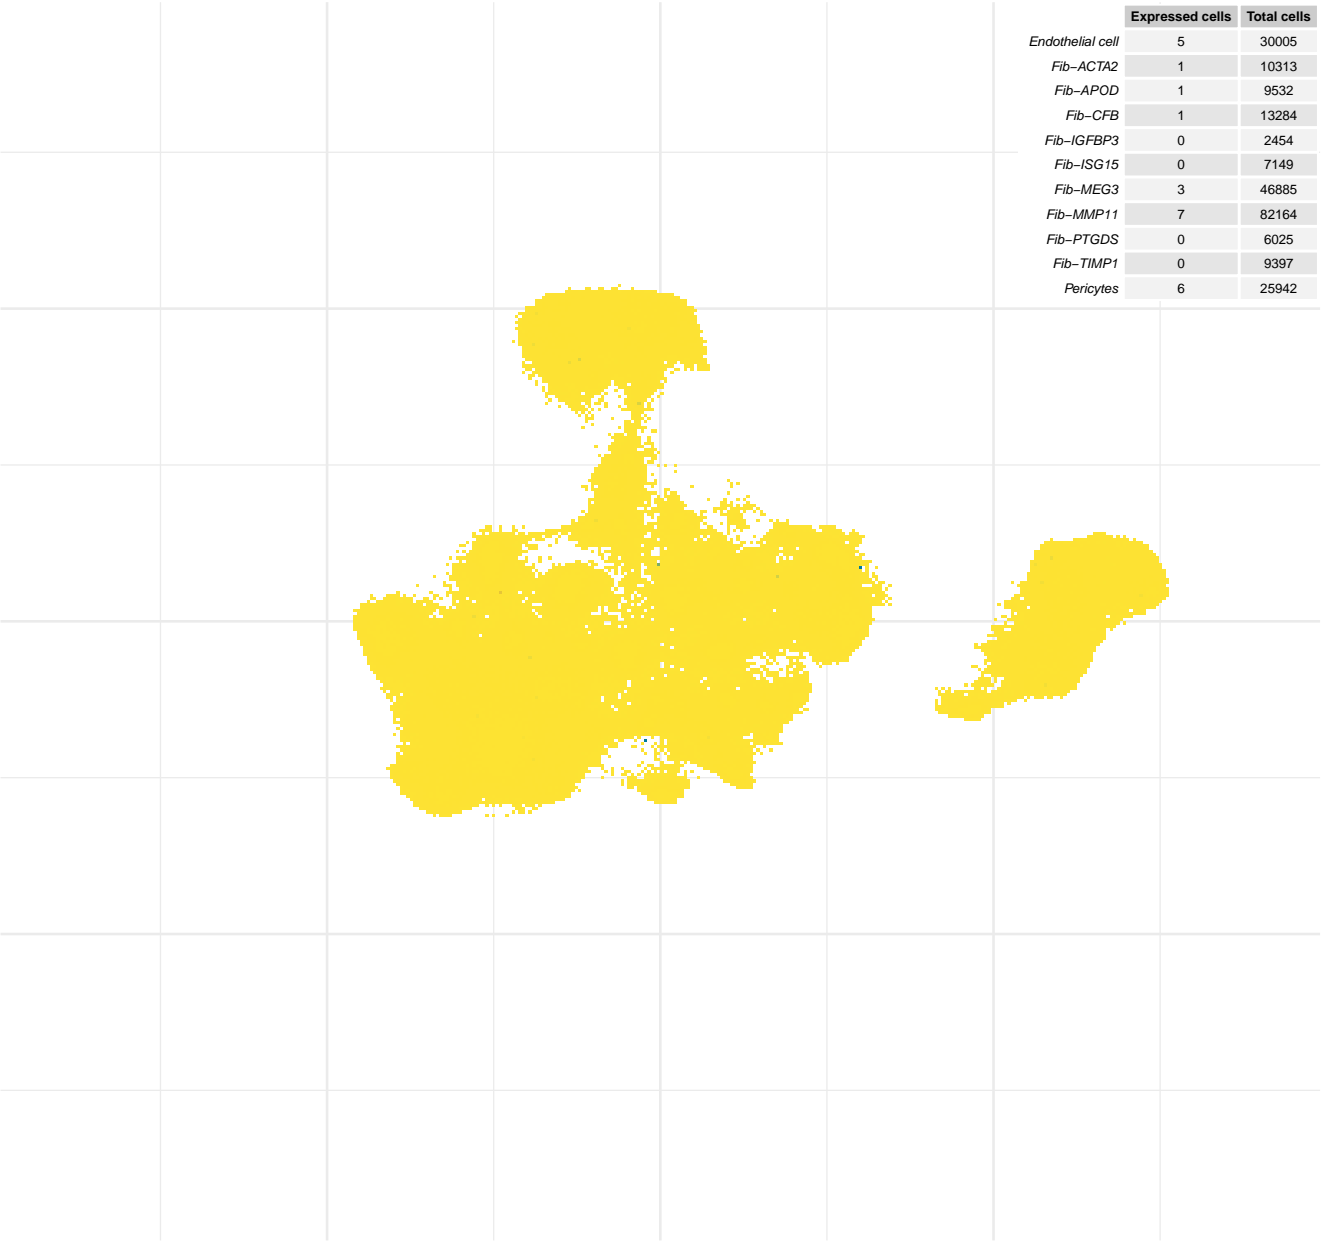 Expressed cells Total cells
Endothelial cell 5 30005
Fib−ACTA2 1 10313
Fib−APOD 1 9532
Fib−CFB 1 13284
Fib−IGFBP3 0 2454
Fib−ISG15 0 7149
Fib−MEG3 3 46885
Fib−MMP11 7 82164
Fib−PTGDS 0 6025
Fib−TIMP1 0 9397
Pericytes 6 25942